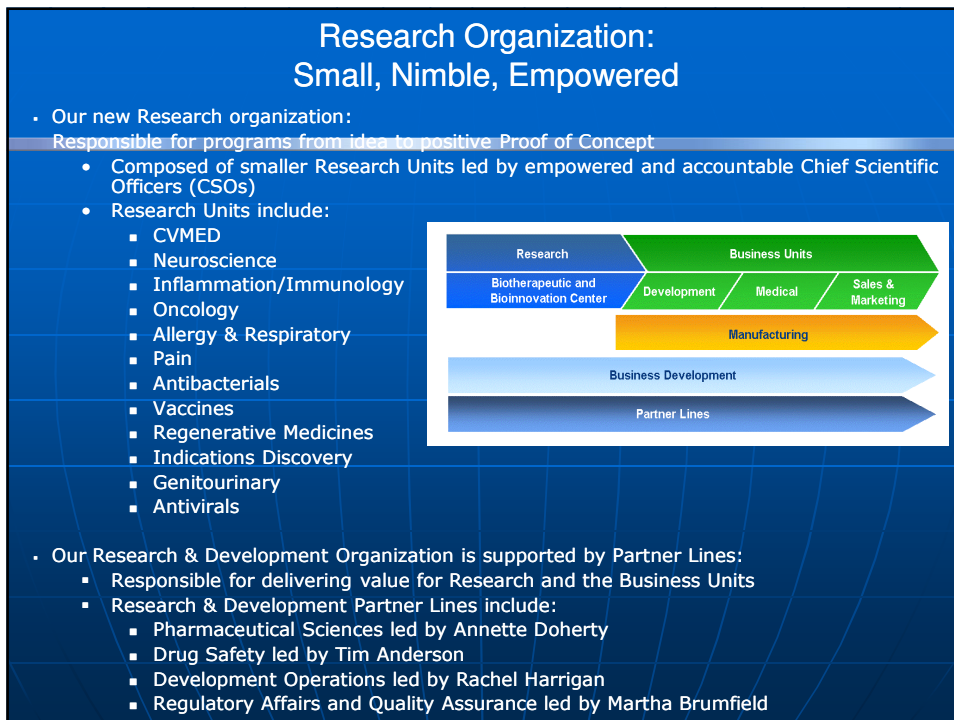 Research Organization:
Small, Nimble, Empowered
▪ Our new Research organization:
Responsible for programs from idea to positive Proof of Concept
• Composed of smaller Research Units led by empowered and accountable Chief Scientific
Officers (CSOs)
• Research Units include:
▪ CVMED
▪ Neuroscience
▪ Inflammation/Immunology
▪ Oncology
▪ Allergy & Respiratory
▪ Pain
▪ Antibacterials
▪ Vaccines
▪ Regenerative Medicines
▪ Indications Discovery
▪ Genitourinary
▪ Antivirals
Research
Business Units
Biotherapeutic and
Bioinnovation Center
Development
Medical
Sales &
Marketing
Manufacturing
Business Development
Partner Lines
▪ Our Research & Development Organization is supported by Partner Lines:
▪ Responsible for delivering value for Research and the Business Units
▪ Research & Development Partner Lines include:
▪ Pharmaceutical Sciences led by Annette Doherty
▪ Drug Safety led by Tim Anderson
▪ Development Operations led by Rachel Harrigan
▪ Regulatory Affairs and Quality Assurance led by Martha Brumfield